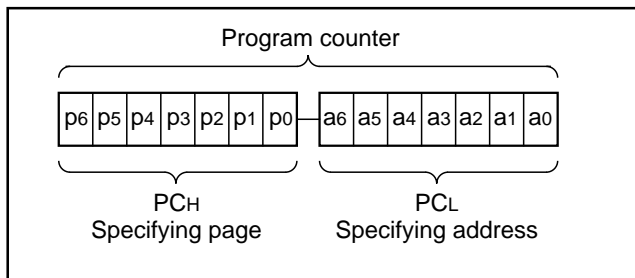 Program counter
p6 p5 p4 p3 p2 p1 p0 a6 a5 a4 a3 a2 a1 a0
PCH PCL
Specifying page Specifying address